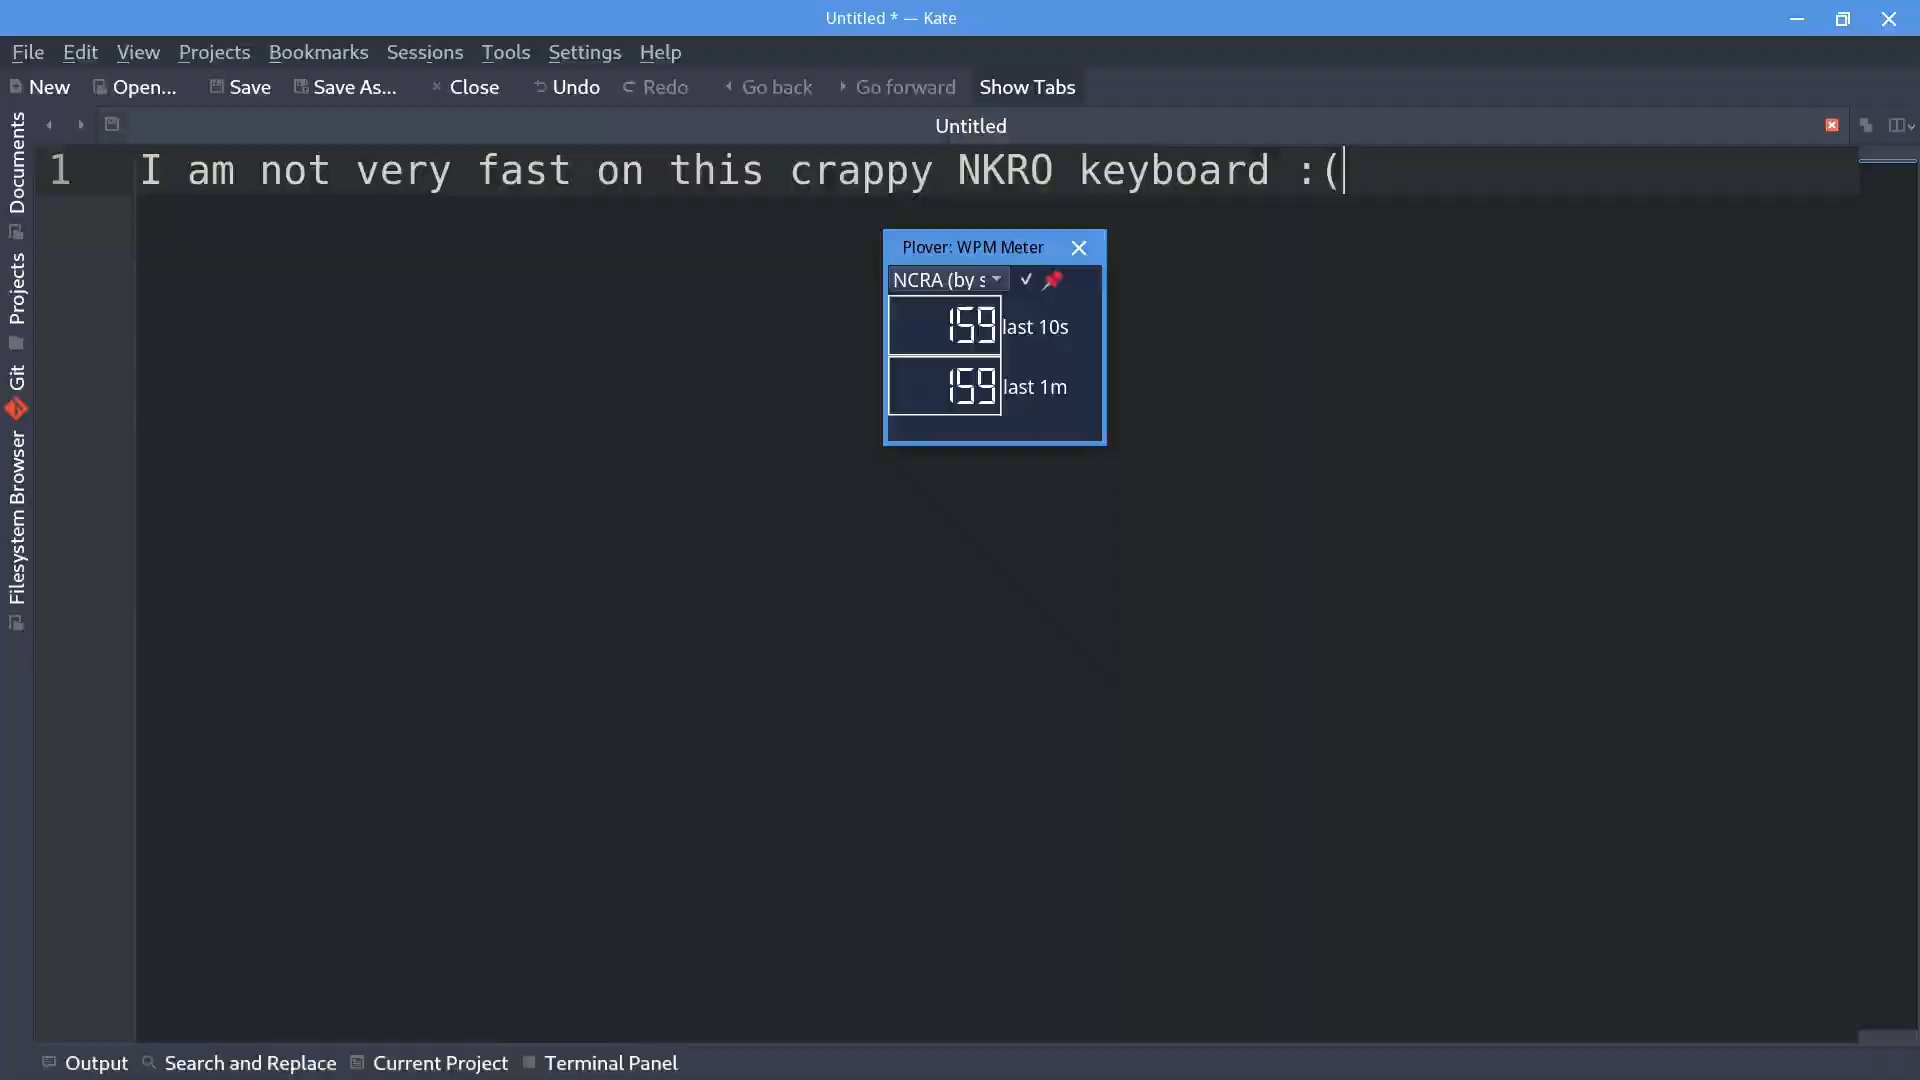 Untitled * — Kate
File Edit View Projects Bookmarks Sessions Tools Settings Help
New Open... Save Save As... Close Undo Redo Go back Go forward Show Tabs
Untitled
1 I am not very fast on this crappy NKRO keyboard :(
Documents
Projects
Git
Filesystem Browser
Plover: WPM Meter
NCRA (by s
159 last 10s
159 last 1m
Output Search and Replace Current Project Terminal Panel